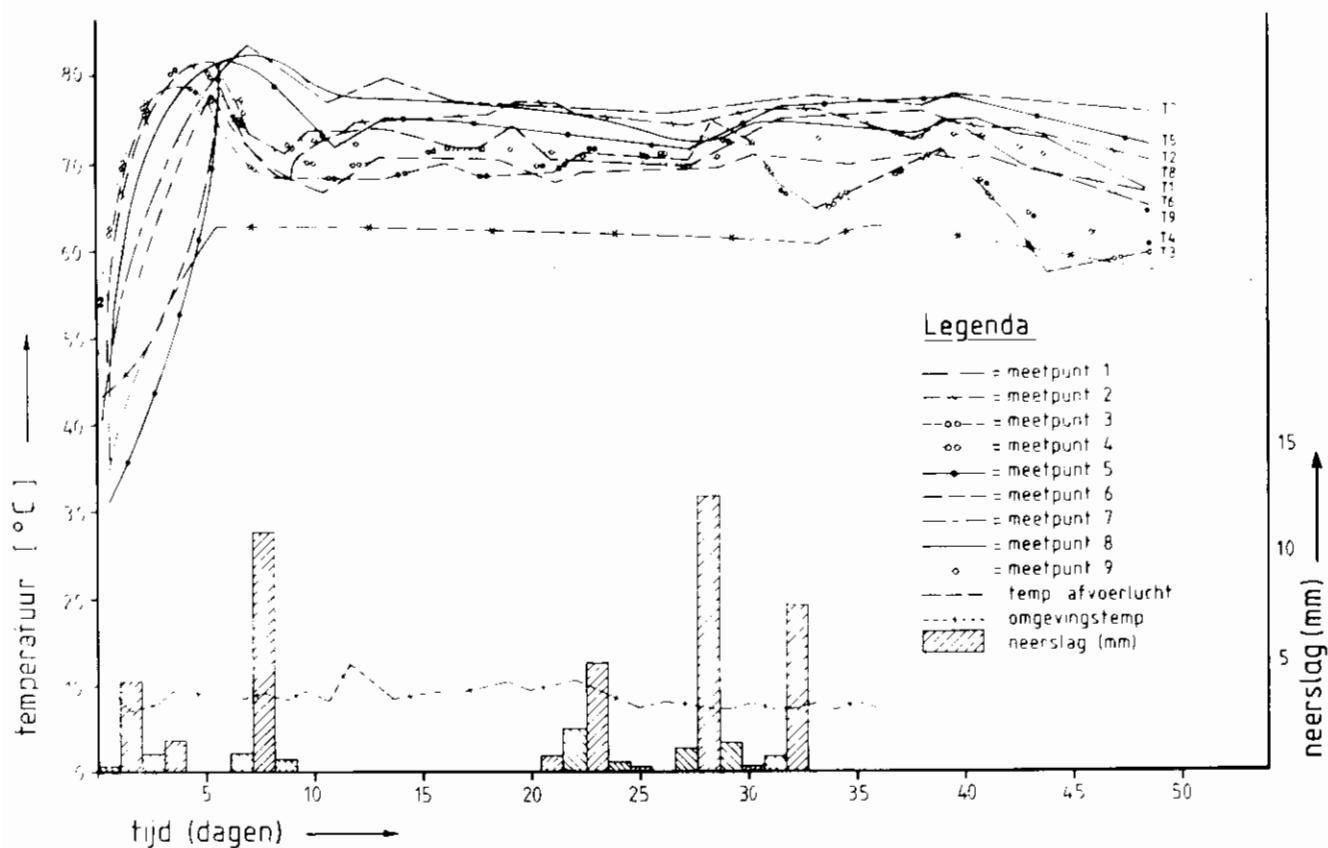 80
70
60
50
40
30
20
10
0
temperatuur [°C]
5
10
15
20
25
30
35
40
45
50
tijd (dagen)
15
10
5
neerslag (mm)
T5
T2
T8
T1
T6
T9
T4
T3
Legenda
= meetpunt 1
= meetpunt 2
= meetpunt 3
= meetpunt 4
= meetpunt 5
= meetpunt 6
= meetpunt 7
= meetpunt 8
= meetpunt 9
temp afvoerlucht
omgevingstemp
neerslag (mm)